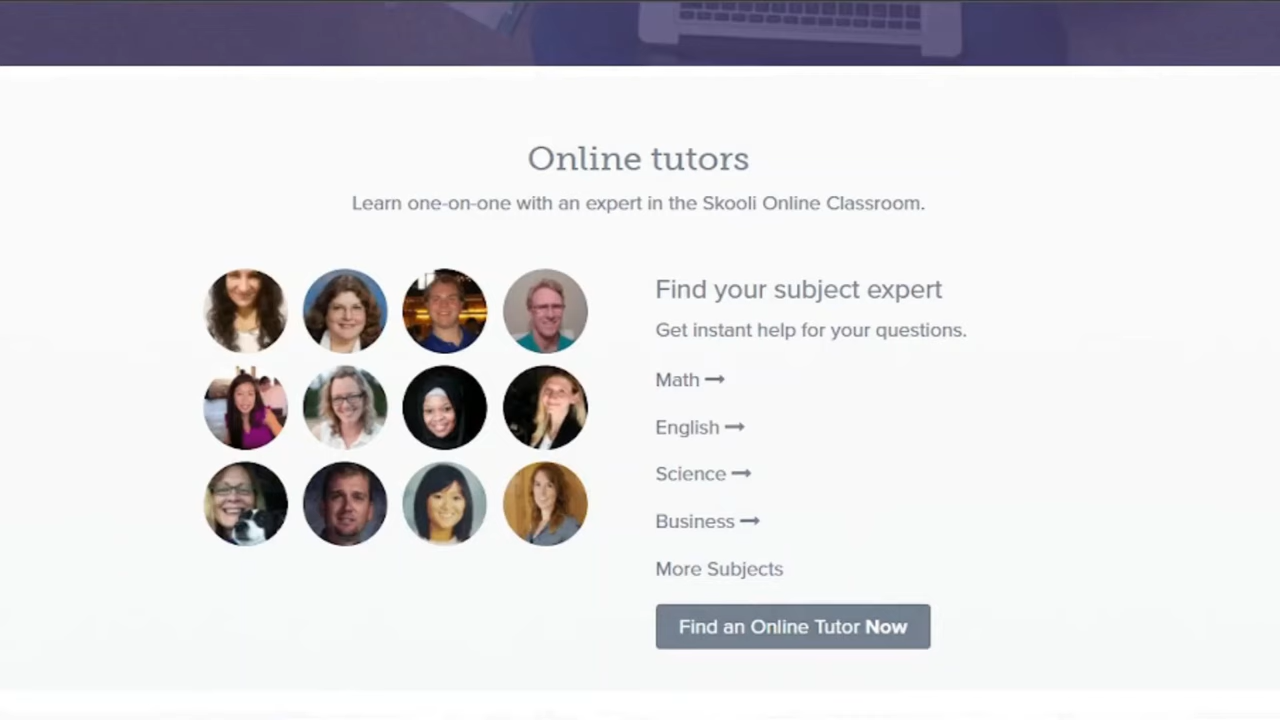 Online tutors
Learn one-on-one with an expert in the Skooli Online Classroom.
Find your subject expert
Get instant help for your questions.
Math
English
Science
Business
More Subjects
Find an Online Tutor Now